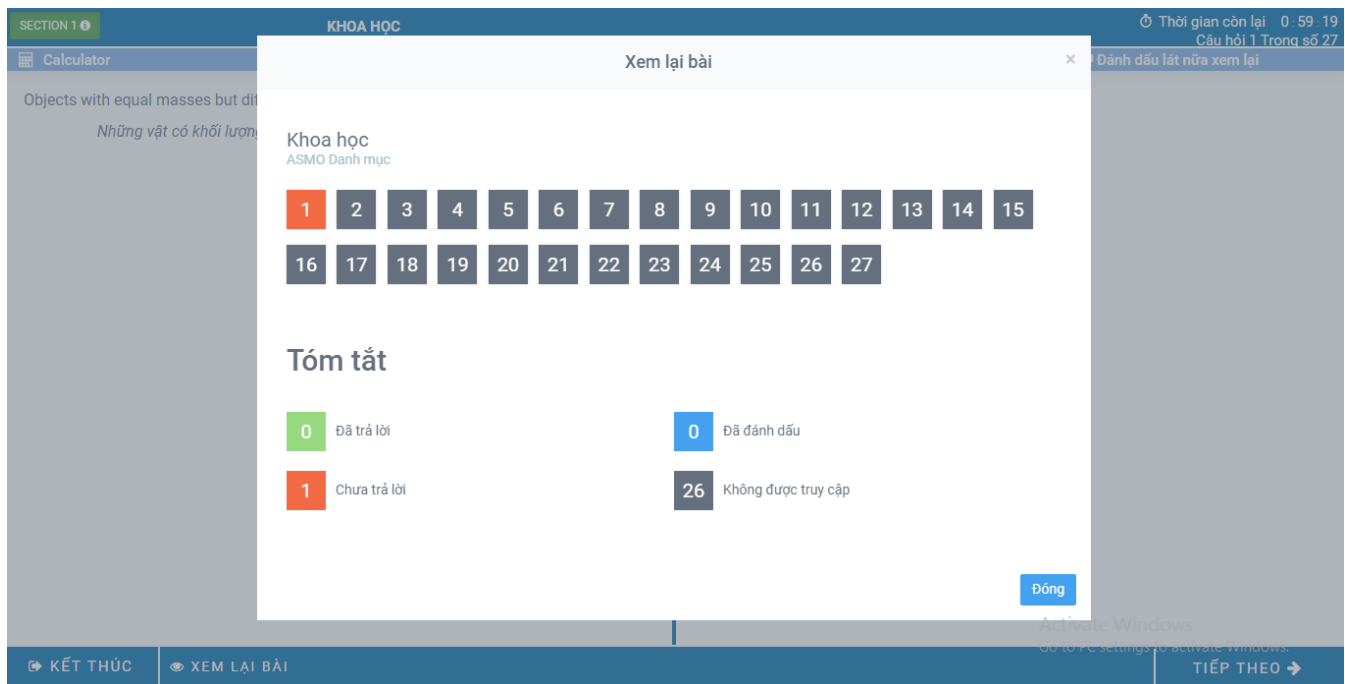 SECTION 1
KHOA HỌC
Thời gian còn lại 0:59:19
Câu hỏi 1 Trong số 27
Calculator
Đánh dấu lát nữa xem lại
Xem lại bài
×
Objects with equal masses but
Những vật có khối
Khoa học
ASMO Danh mục
1 2 3 4 5 6 7 8 9 10 11 12 13 14 15
16 17 18 19 20 21 22 23 24 25 26 27
Tóm tắt
0 Đã trả lời
0 Đã đánh dấu
1 Chưa trả lời
26 Không được truy cập
Đóng
Activate Windows
Go to PC settings to activate Windows.
KẾT THÚC
XEM LẠI BÀI
TIẾP THEO